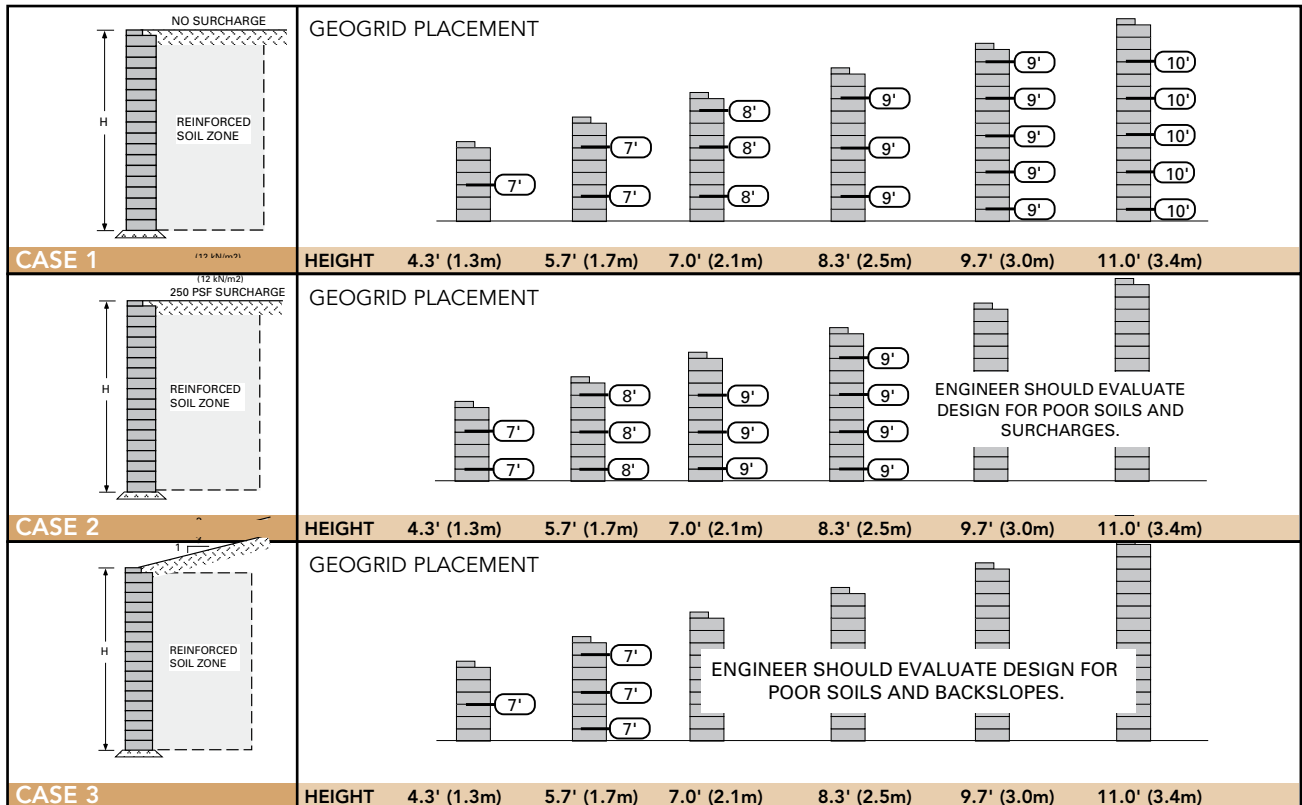 NO SURCHARGE
H
REINFORCED
SOIL ZONE
CASE 1
GEOGRID PLACEMENT
7'
7'
7'
8'
8'
8'
9'
9'
9'
9'
9'
9'
9'
9'
10'
10'
10'
10'
10'
HEIGHT 4.3' (1.3m) 5.7' (1.7m) 7.0' (2.1m) 8.3' (2.5m) 9.7' (3.0m) 11.0' (3.4m)
(12 kN/m2)
250 PSF SURCHARGE
H
REINFORCED
SOIL ZONE
CASE 2
GEOGRID PLACEMENT
7'
7'
8'
8'
8'
9'
9'
9'
9'
9'
9'
9'
ENGINEER SHOULD EVALUATE
DESIGN FOR POOR SOILS AND
SURCHARGES.
HEIGHT 4.3' (1.3m) 5.7' (1.7m) 7.0' (2.1m) 8.3' (2.5m) 9.7' (3.0m) 11.0' (3.4m)
1
H
REINFORCED
SOIL ZONE
CASE 3
GEOGRID PLACEMENT
7'
7'
7'
7'
ENGINEER SHOULD EVALUATE DESIGN FOR
POOR SOILS AND BACKSLOPES.
HEIGHT 4.3' (1.3m) 5.7' (1.7m) 7.0' (2.1m) 8.3' (2.5m) 9.7' (3.0m) 11.0' (3.4m)